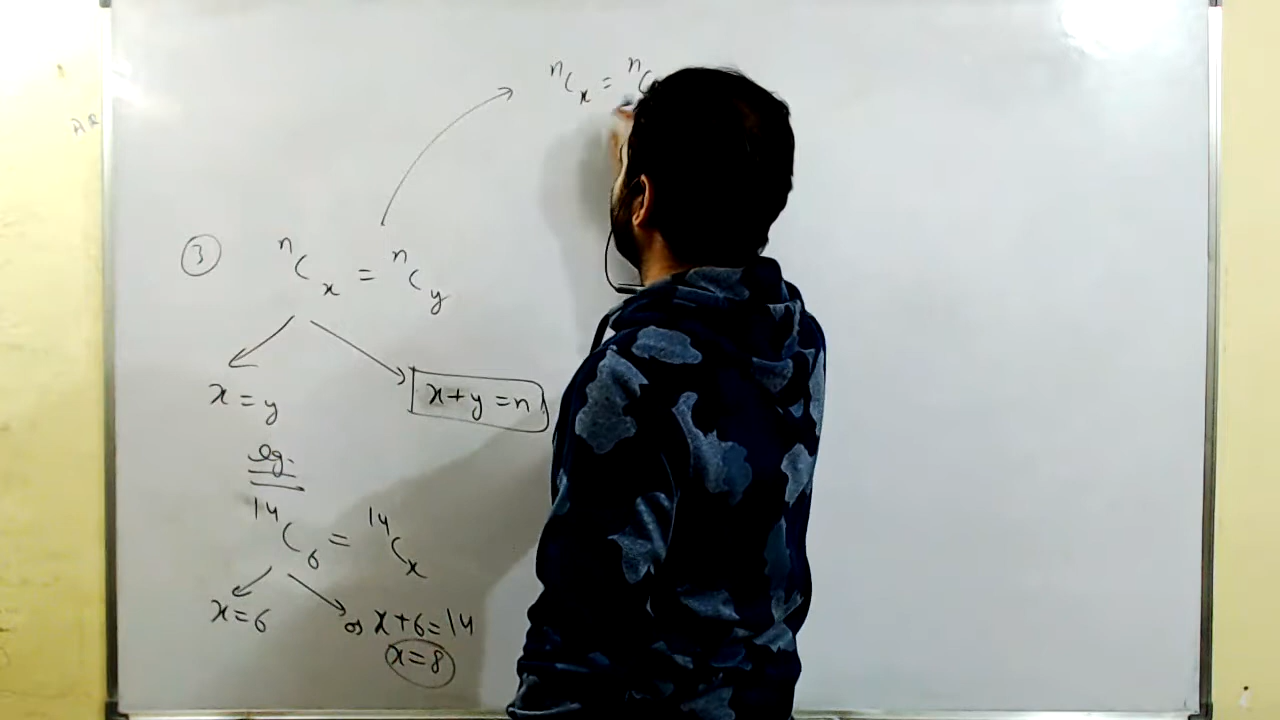 ⁿCₓ = ⁿC
③ ⁿCₓ = ⁿCᵧ
x = y
x + y = n
eg.
¹⁴C₆ = ¹⁴Cₓ
x = 6
or x + 6 = 14
x = 8